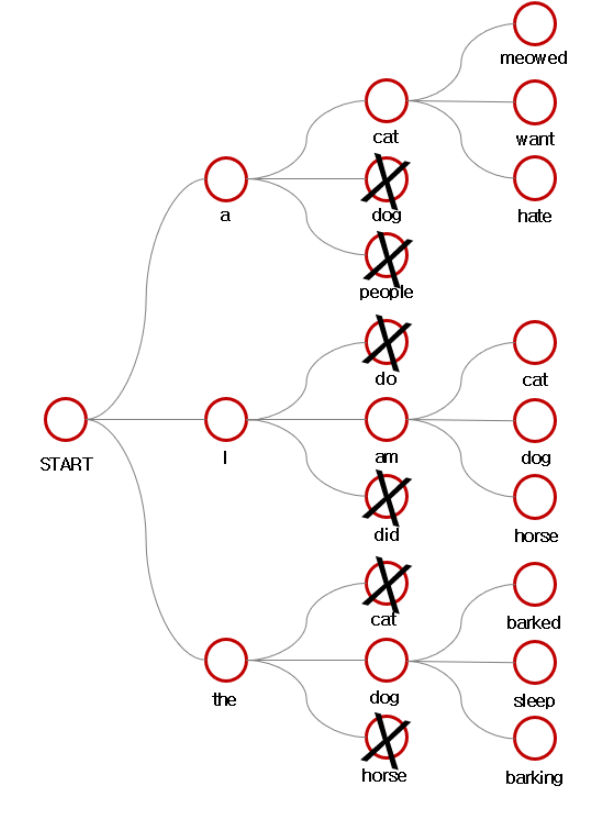 meowed
cat
want
a
dog
hate
people
do
cat
START
I
am
dog
did
horse
cat
barked
the
dog
sleep
horse
barking